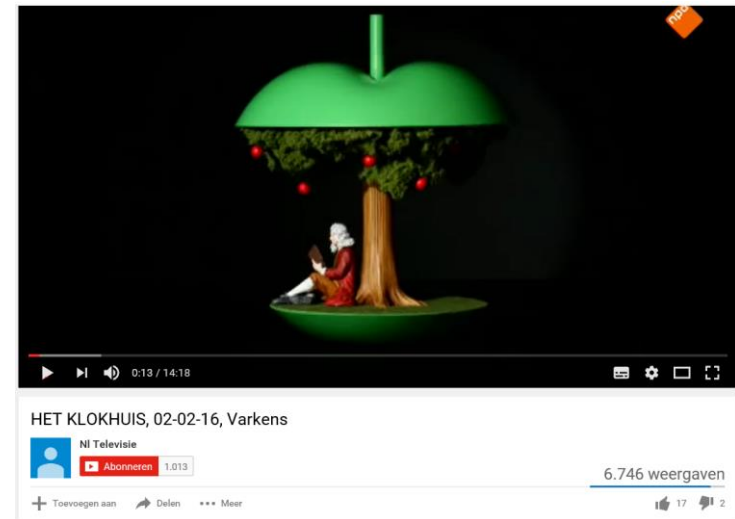 npo
0:13 / 14:18
HET KLOKHUIS, 02-02-16, Varkens
Nl Televisie
Abonneren 1.013
6.746 weergaven
Toevoegen aan Delen ••• Meer
17 2